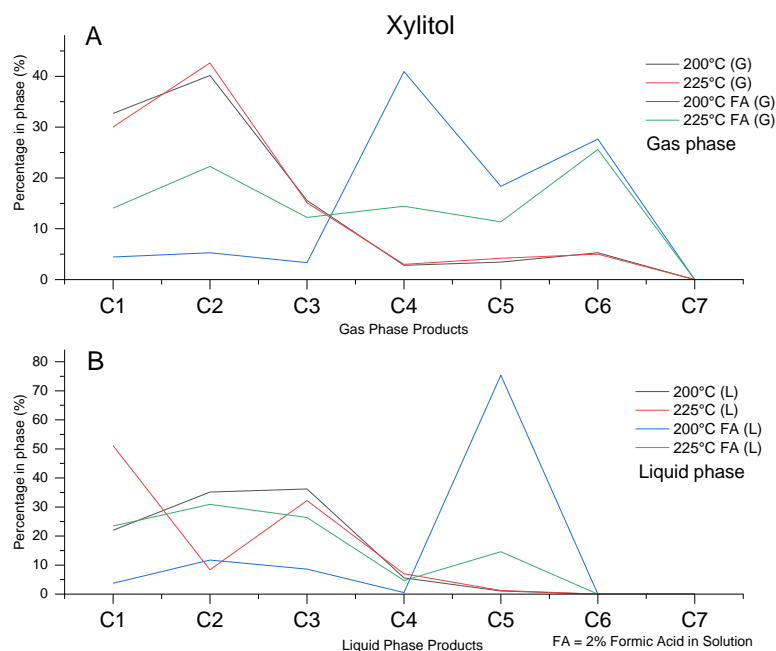 Xylitol
A
Percentage in phase (%)
40
30
20
10
0
200°C (G)
225°C (G)
200°C FA (G)
225°C FA (G)
Gas phase
C1 C2 C3 C4 C5 C6 C7
Gas Phase Products
B
Percentage in phase (%)
80
70
60
50
40
30
20
10
0
200°C (L)
225°C (L)
200°C FA (L)
225°C FA (L)
Liquid phase
C1 C2 C3 C4 C5 C6 C7
Liquid Phase Products
FA = 2% Formic Acid in Solution